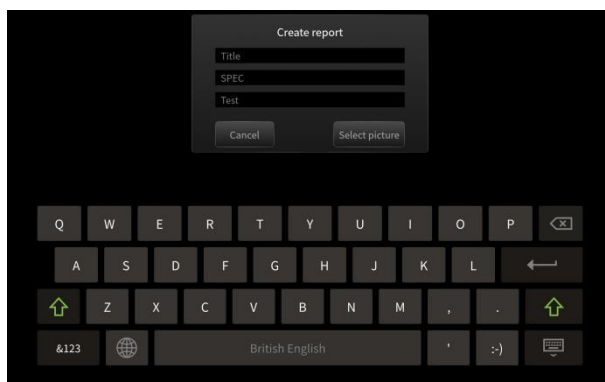 Create report
Title
SPEC
Test
Cancel Select picture
Q W E R T Y U I O P
A S D F G H J K L
Z X C V B N M , .
&123 British English ' :-)